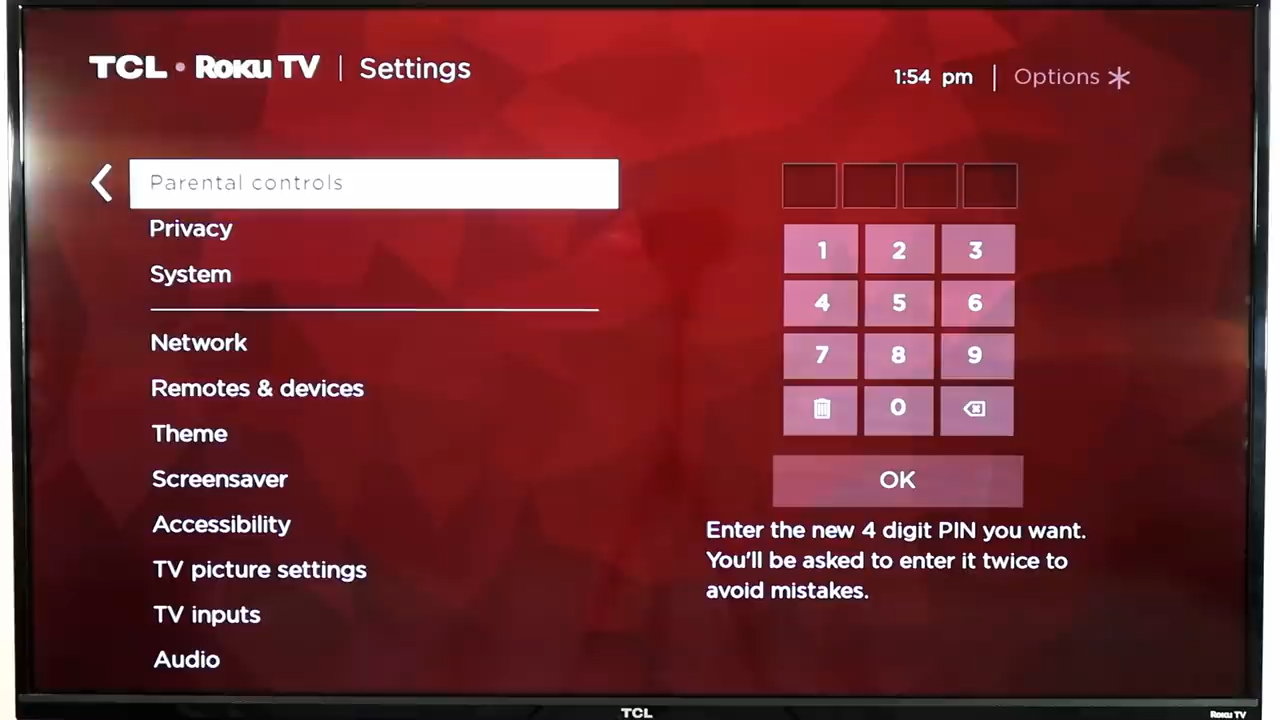 TCL • Roku TV | Settings
1:54 pm | Options
Parental controls
Privacy
System
Network
Remotes & devices
Theme
Screensaver
Accessibility
TV picture settings
TV inputs
Audio
1 2 3
4 5 6
7 8 9
0
OK
Enter the new 4 digit PIN you want.
You'll be asked to enter it twice to
avoid mistakes.
TCL
Roku TV